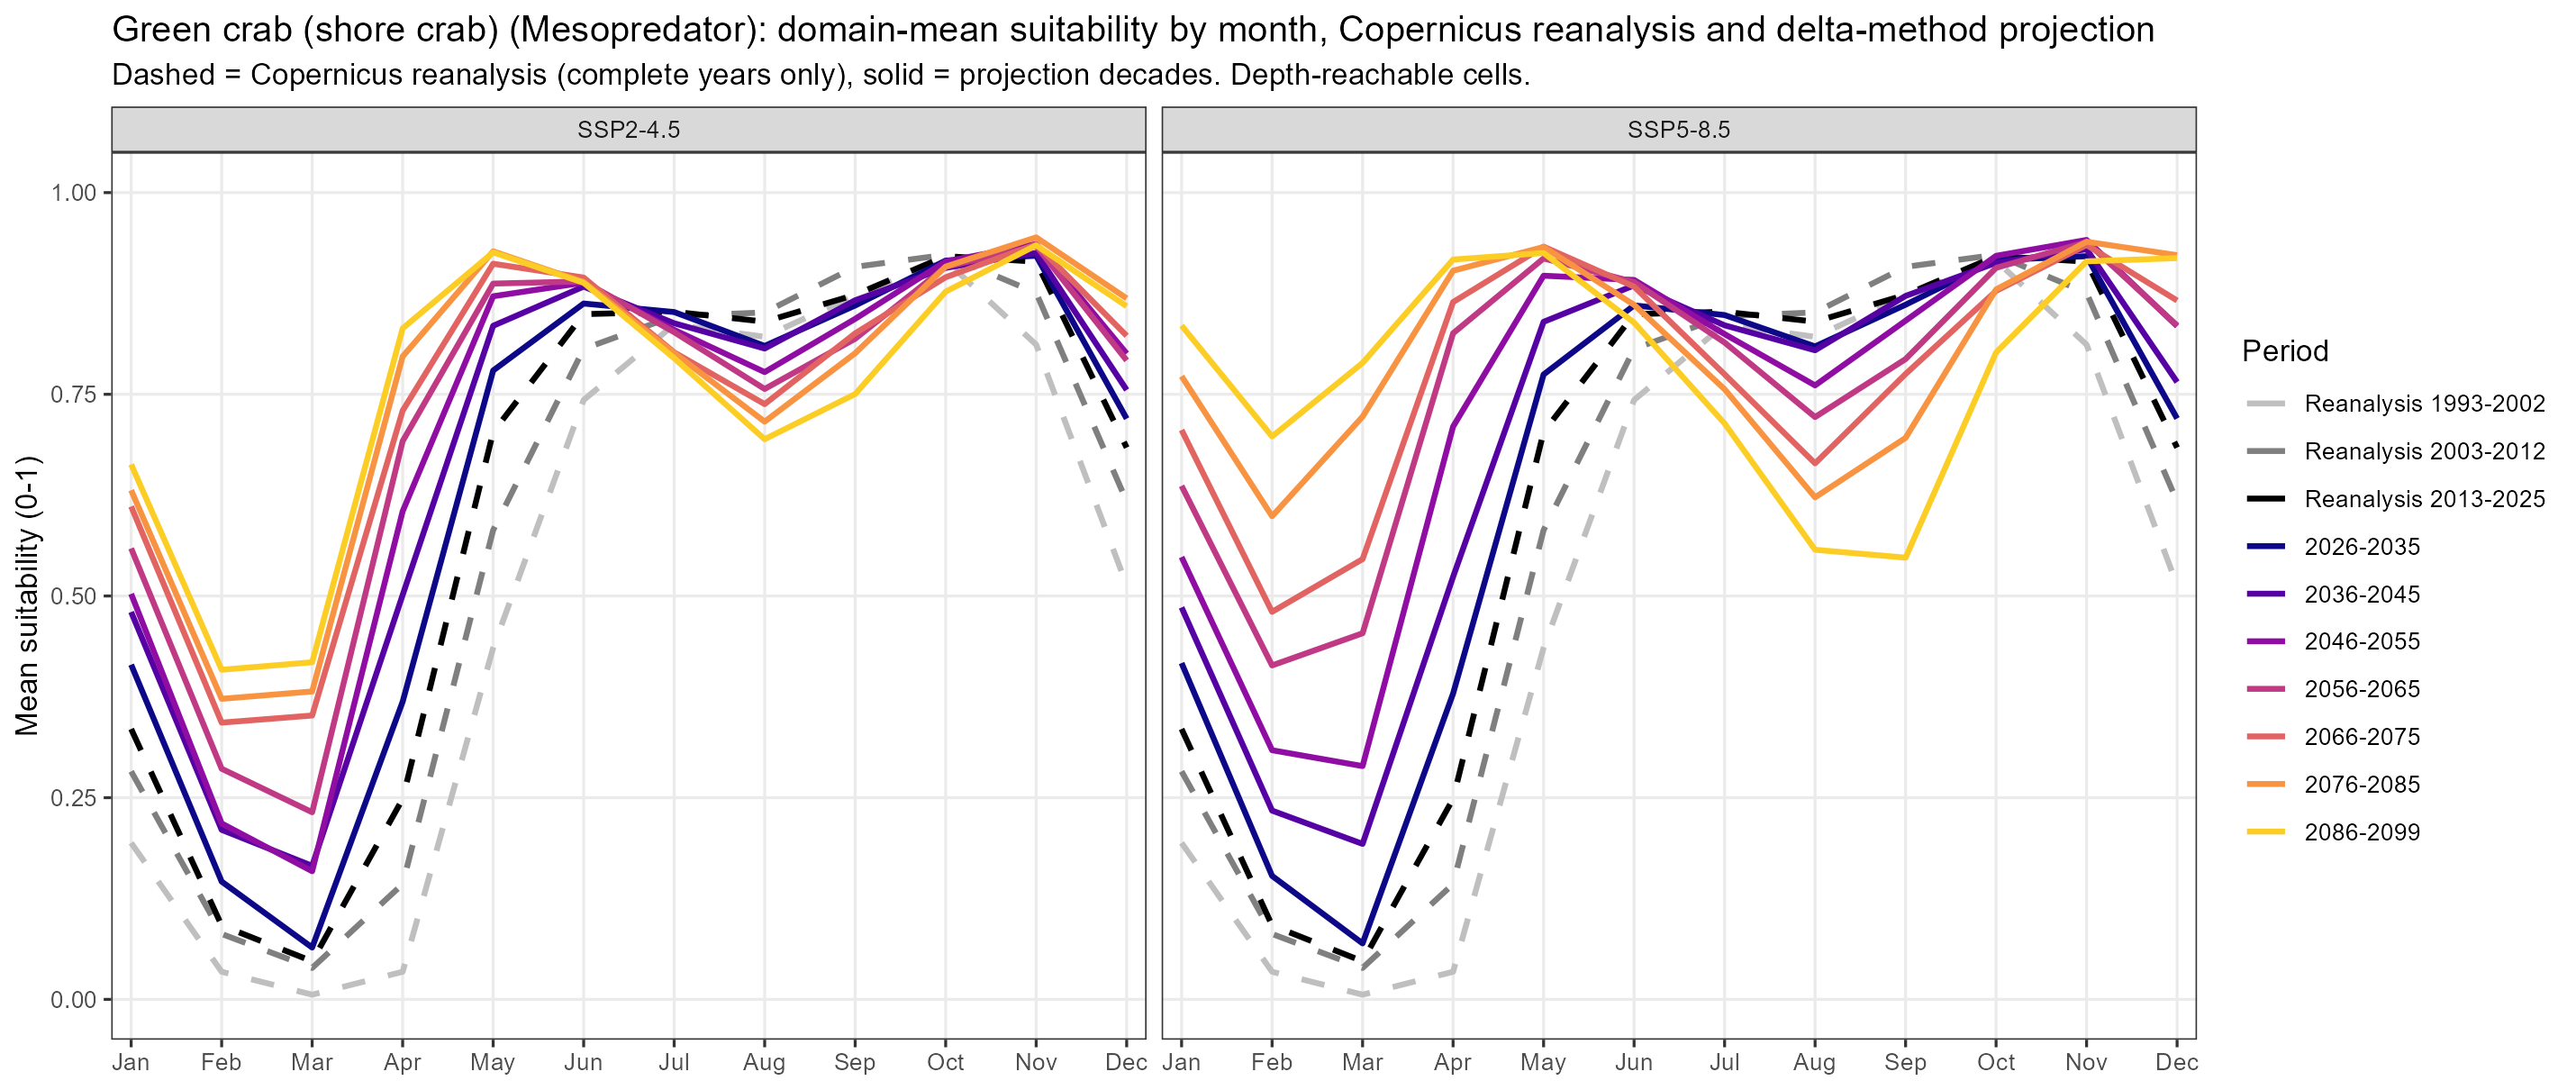 Green crab (shore crab) (Mesopredator): domain-mean suitability by month, Copernicus reanalysis and delta-method projection
Dashed = Copernicus reanalysis (complete years only), solid = projection decades. Depth-reachable cells.
SSP2-4.5
SSP5-8.5
Mean suitability (0-1)
1.00
0.75
0.50
0.25
0.00
Jan Feb Mar Apr May Jun Jul Aug Sep Oct Nov Dec
Jan Feb Mar Apr May Jun Jul Aug Sep Oct Nov Dec
Period
Reanalysis 1993-2002
Reanalysis 2003-2012
Reanalysis 2013-2025
2026-2035
2036-2045
2046-2055
2056-2065
2066-2075
2076-2085
2086-2099